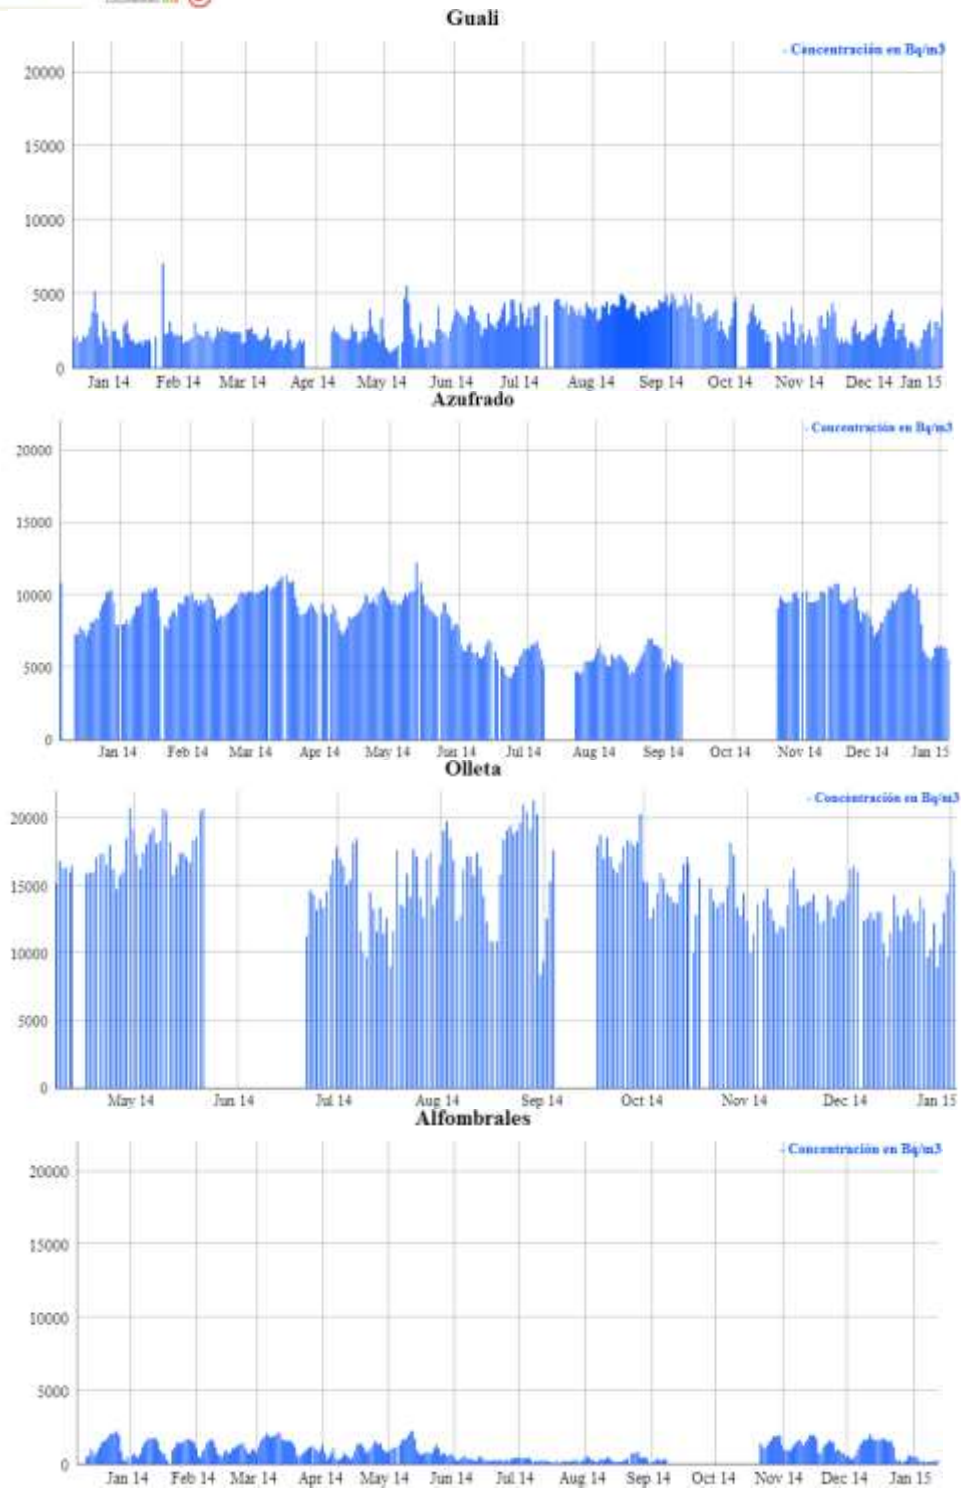 Guali
- Concentración en Bq/m3
20000
15000
10000
5000
0
Jan 14 Feb 14 Mar 14 Apr 14 May 14 Jun 14 Jul 14 Aug 14 Sep 14 Oct 14 Nov 14 Dec 14 Jan 15
Azufrado
- Concentración en Bq/m3
20000
15000
10000
5000
0
Jan 14 Feb 14 Mar 14 Apr 14 May 14 Jun 14 Jul 14 Aug 14 Sep 14 Oct 14 Nov 14 Dec 14 Jan 15
Olleta
- Concentración en Bq/m3
20000
15000
10000
5000
0
May 14 Jun 14 Jul 14 Aug 14 Sep 14 Oct 14 Nov 14 Dec 14 Jan 15
Alfombrales
- Concentración en Bq/m3
20000
15000
10000
5000
0
Jan 14 Feb 14 Mar 14 Apr 14 May 14 Jun 14 Jul 14 Aug 14 Sep 14 Oct 14 Nov 14 Dec 14 Jan 15